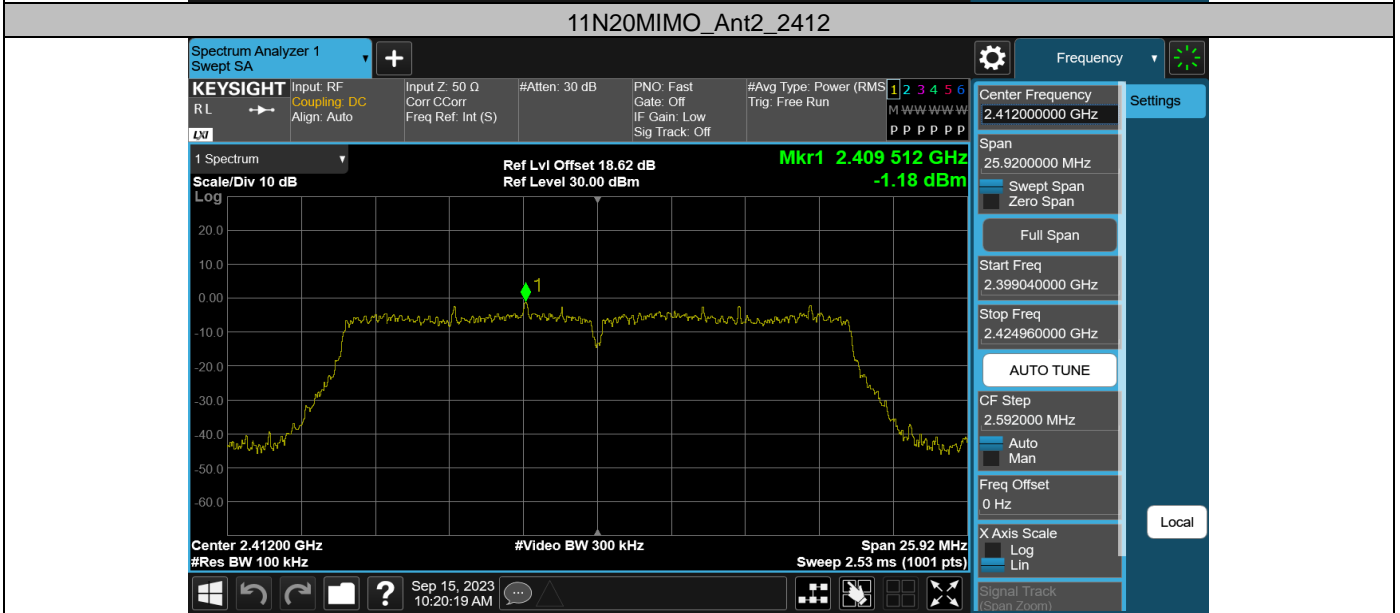 11N20MIMO_Ant2_2412
Spectrum Analyzer 1
Swept SA
Frequency
KEYSIGHT
RL
LXI
Input: RF
Coupling: DC
Align: Auto
Input Z: 50 Ω
Corr CCorr
Freq Ref: Int (S)
#Atten: 30 dB
PNO: Fast
Gate: Off
IF Gain: Low
Sig Track: Off
#Avg Type: Power (RMS
Trig: Free Run
1 2 3 4 5 6
M W W W W W
P P P P P P
1 Spectrum
Scale/Div 10 dB
Ref Lvl Offset 18.62 dB
Ref Level 30.00 dBm
Mkr1 2.409 512 GHz
-1.18 dBm
Log
20.0
10.0
0.00
-10.0
-20.0
-30.0
-40.0
-50.0
-60.0
1
Center 2.41200 GHz
#Res BW 100 kHz
#Video BW 300 kHz
Span 25.92 MHz
Sweep 2.53 ms (1001 pts)
Center Frequency
2.412000000 GHz
Settings
Span
25.9200000 MHz
Swept Span
Zero Span
Full Span
Start Freq
2.399040000 GHz
Stop Freq
2.424960000 GHz
AUTO TUNE
CF Step
2.592000 MHz
Auto
Man
Freq Offset
0 Hz
X Axis Scale
Log
Lin
Local
Signal Track
(Span Zoom)
?
Sep 15, 2023
10:20:19 AM